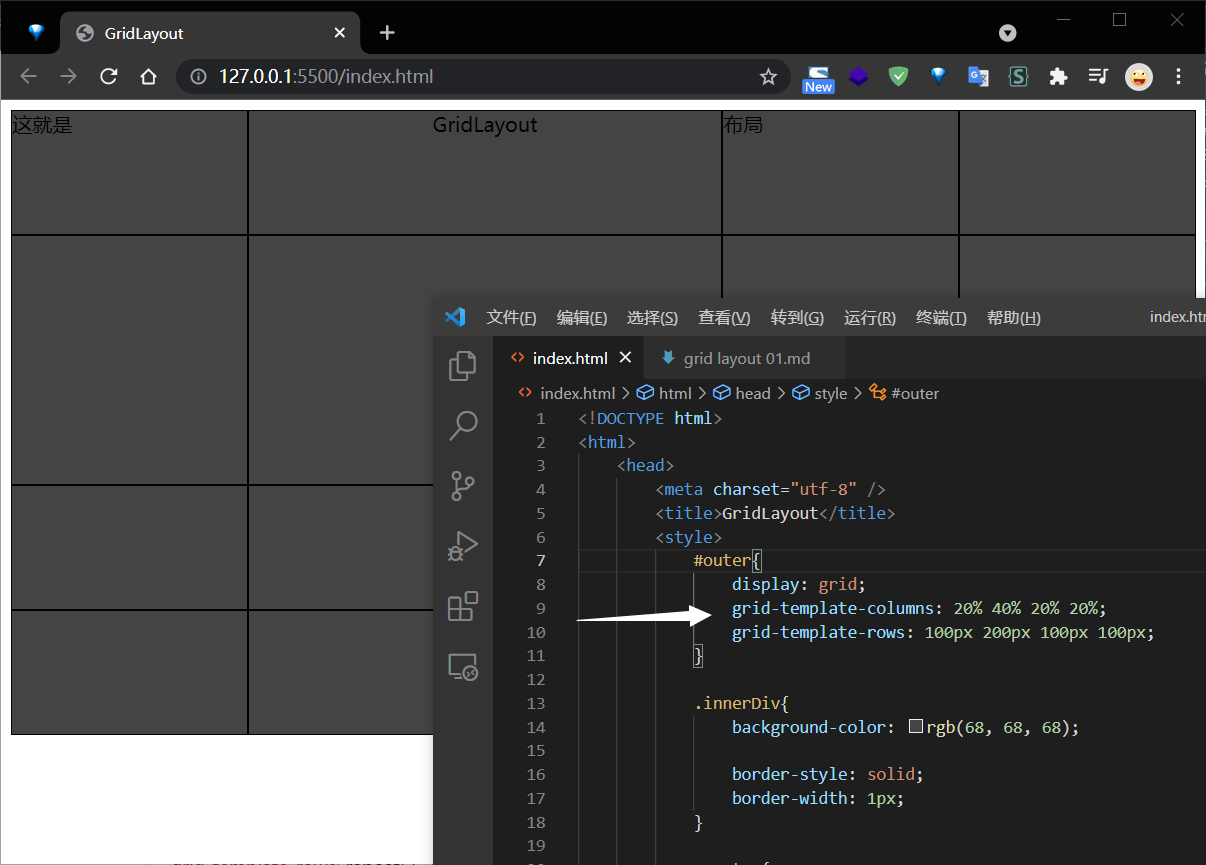 GridLayout
127.0.0.1:5500/index.html
New
这就是 GridLayout 布局
文件(F) 编辑(E) 选择(S) 查看(V) 转到(G) 运行(R) 终端(T) 帮助(H)
index.html grid layout 01.md
index.html > html > head > style > #outer
1 <!DOCTYPE html>
2 <html>
3 <head>
4 <meta charset="utf-8" />
5 <title>GridLayout</title>
6 <style>
7 #outer{
8 display: grid;
9 grid-template-columns: 20% 40% 20% 20%;
10 grid-template-rows: 100px 200px 100px 100px;
11 }
12
13 .innerDiv{
14 background-color: rgb(68, 68, 68);
15
16 border-style: solid;
17 border-width: 1px;
18 }
19